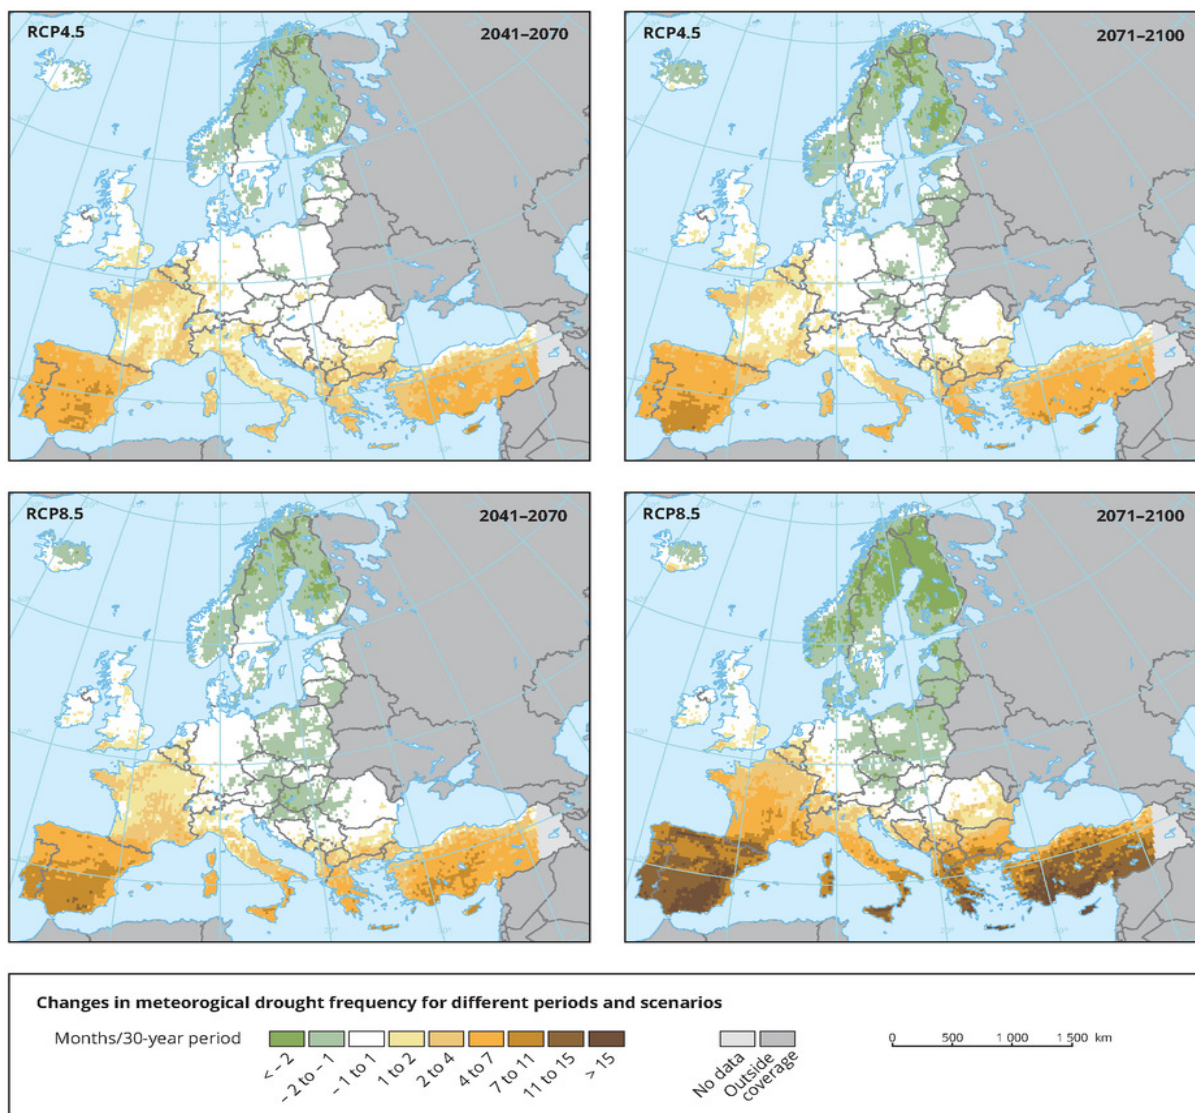 RCP4.5 2041–2070
RCP4.5 2071–2100
RCP8.5 2041–2070
RCP8.5 2071–2100
Changes in meteorogical drought frequency for different periods and scenarios
Months/30-year period
< – 2
– 2 to – 1
– 1 to 1
1 to 2
2 to 4
4 to 7
7 to 11
11 to 15
> 15
No data
Outside
coverage
0 500 1 000 1 500 km